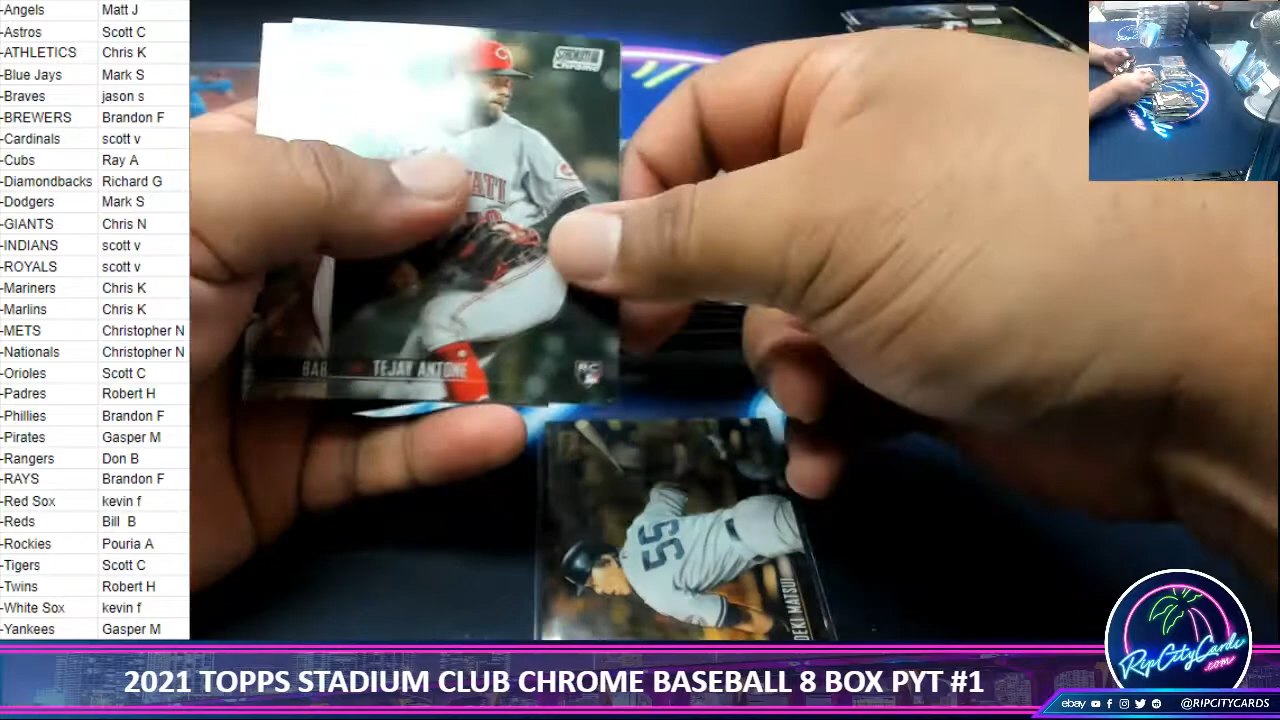 -Angels Matt J
-Astros Scott C
-ATHLETICS Chris K
-Blue Jays Mark S
-Braves jason s
-BREWERS Brandon F
-Cardinals scott v
-Cubs Ray A
-Diamondbacks Richard G
-Dodgers Mark S
-GIANTS Chris N
-INDIANS scott v
-ROYALS scott v
-Mariners Chris K
-Marlins Chris K
-METS Christopher N
-Nationals Christopher N
-Orioles Scott C
-Padres Robert H
-Phillies Brandon F
-Pirates Gasper M
-Rangers Don B
-RAYS Brandon F
-Red Sox kevin f
-Reds Bill B
-Rockies Pouria A
-Tigers Scott C
-Twins Robert H
-White Sox kevin f
-Yankees Gasper M
STADIUM CLUB
CHROME
ATI
BAR
TEJAY ANTONE
RC
55
DEKI MATSUI
RipCityCards
.com
2021 TOPPS STADIUM CLUB CHROME BASEBALL 8 BOX PYT #1
ebay @RIPCITYCARDS